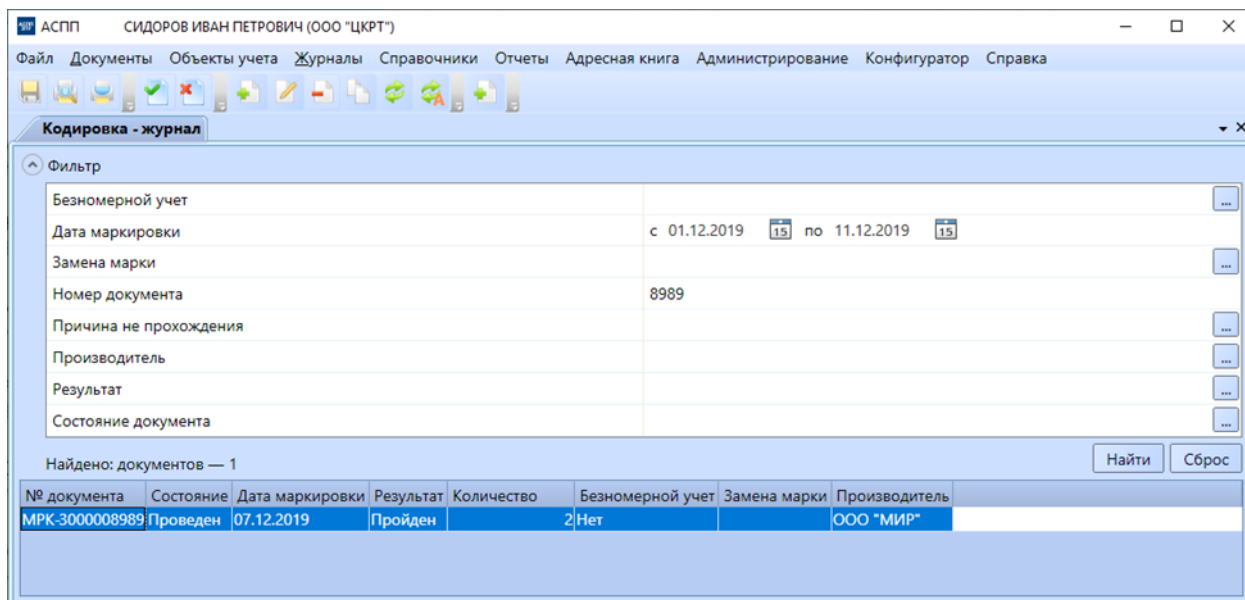 АСПП СИДОРОВ ИВАН ПЕТРОВИЧ (ООО "ЦКРТ")
Файл Документы Объекты учета Журналы Справочники Отчеты Адресная книга Администрирование Конфигуратор Справка
Кодировка - журнал
Фильтр
Безномерной учет ...
Дата маркировки с 01.12.2019 15 по 11.12.2019 15
Замена марки ...
Номер документа 8989
Причина не прохождения ...
Производитель ...
Результат ...
Состояние документа ...
Найдено: документов — 1 Найти Сброс
№ документа Состояние Дата маркировки Результат Количество Безномерной учет Замена марки Производитель
МРК-3000008989 Проведен 07.12.2019 Пройден 2 Нет ООО "МИР"